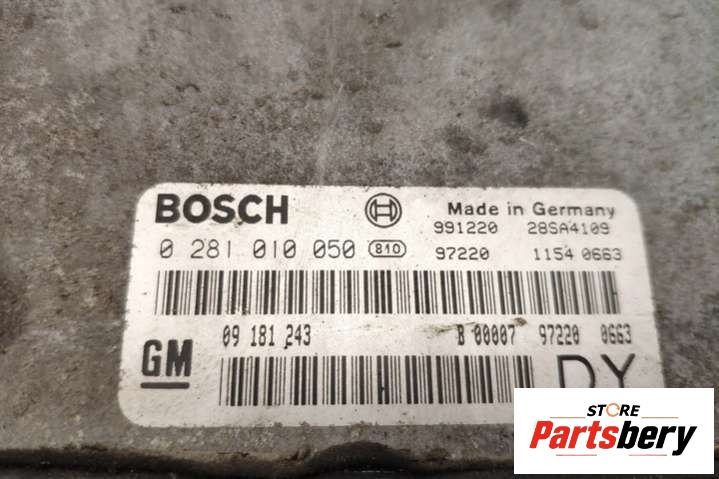 BOSCH Made in Germany
991220 28SA4109
0 281 010 050 810 97220 1154 0663
GM 09 181 243 B 00007 97220 0663
DY
STORE
Partsbery